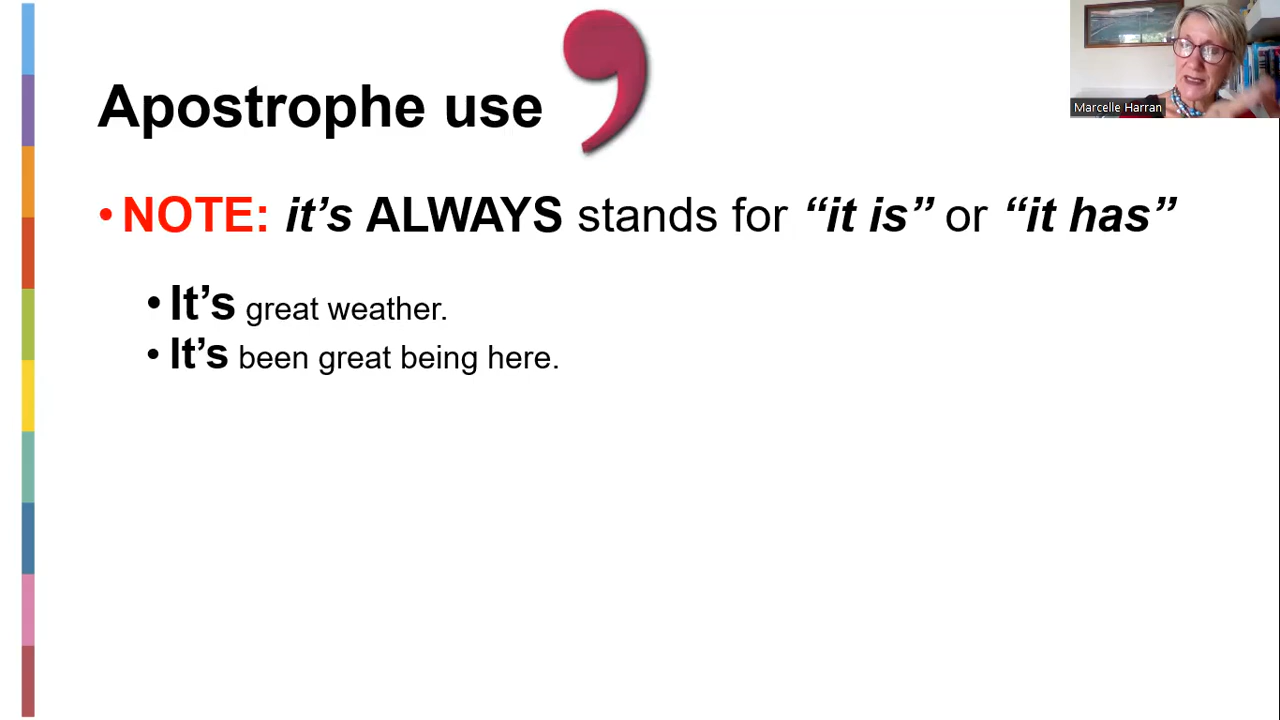 Apostrophe use
Marcelle Harran
• NOTE: it’s ALWAYS stands for “it is” or “it has”
• It’s great weather.
• It’s been great being here.